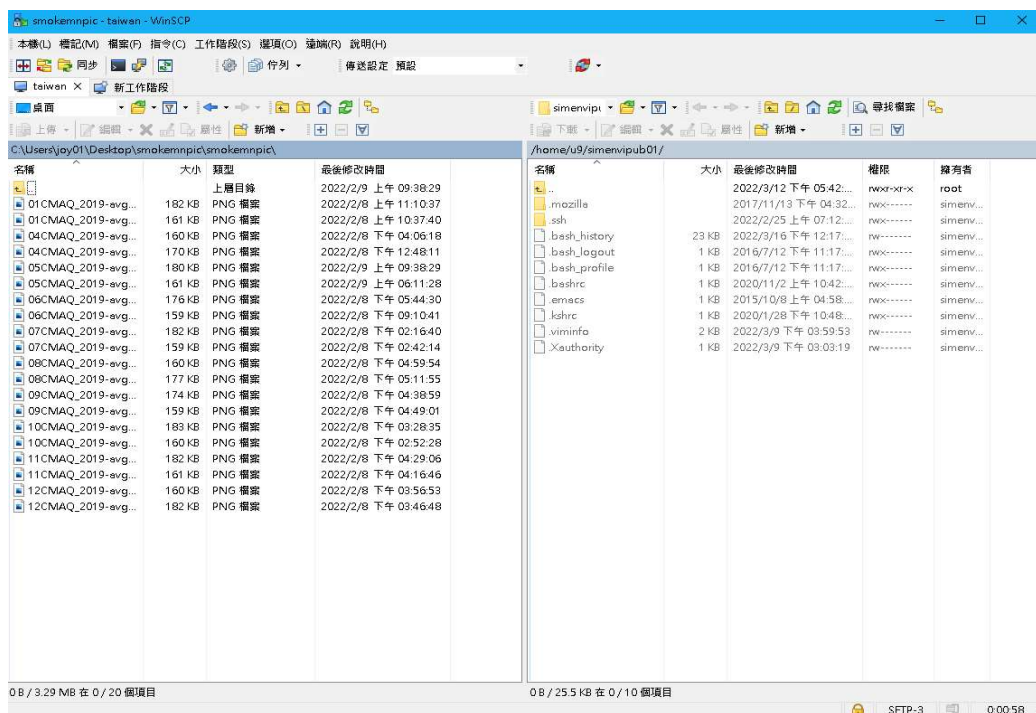 smokemnpic - taiwan - WinSCP
本機(L) 標記(M) 檔案(F) 指令(C) 工作階段(S) 選項(O) 遠端(R) 說明(H)
同步 佇列 傳送設定 預設
taiwan × 新工作階段
桌面 simenvipu 尋找檔案
上傳 編輯 屬性 新增 下載 編輯 屬性 新增
C:\Users\joy01\Desktop\smokemnpic\smokemnpic\ /home/u9/simenvipub01/
名稱 大小 類型 最後修改時間 名稱 大小 最後修改時間 權限 擁有者
.. 上層目錄 2022/2/9 上午 09:38:29 .. 2022/3/12 下午 05:42:... rwxr-xr-x root
01CMAQ_2019-avg... 182 KB PNG 檔案 2022/2/8 上午 11:10:37 .mozilla 2017/11/13 下午 04:32... rwx------ simenv...
01CMAQ_2019-avg... 161 KB PNG 檔案 2022/2/8 上午 10:37:40 .ssh 2022/2/25 上午 07:12:... rwx------ simenv...
04CMAQ_2019-avg... 160 KB PNG 檔案 2022/2/8 下午 04:06:18 .bash_history 23 KB 2022/3/16 下午 12:17:... rw------- simenv...
04CMAQ_2019-avg... 170 KB PNG 檔案 2022/2/8 下午 12:48:11 .bash_logout 1 KB 2016/7/12 下午 11:17:... rwx------ simenv...
05CMAQ_2019-avg... 180 KB PNG 檔案 2022/2/9 上午 09:38:29 .bash_profile 1 KB 2016/7/12 下午 11:17:... rwx------ simenv...
05CMAQ_2019-avg... 161 KB PNG 檔案 2022/2/9 上午 06:11:28 .bashrc 1 KB 2020/11/2 上午 10:42:... rwx------ simenv...
06CMAQ_2019-avg... 176 KB PNG 檔案 2022/2/8 下午 05:44:30 .emacs 1 KB 2015/10/8 上午 04:58:... rwx------ simenv...
06CMAQ_2019-avg... 159 KB PNG 檔案 2022/2/8 下午 09:10:41 .kshrc 1 KB 2020/1/28 下午 10:48:... rwx------ simenv...
07CMAQ_2019-avg... 182 KB PNG 檔案 2022/2/8 下午 02:16:40 .viminfo 2 KB 2022/3/9 下午 03:59:53 rw------- simenv...
07CMAQ_2019-avg... 159 KB PNG 檔案 2022/2/8 下午 02:42:14 .Xauthority 1 KB 2022/3/9 下午 03:03:19 rw------- simenv...
08CMAQ_2019-avg... 160 KB PNG 檔案 2022/2/8 下午 04:59:54
08CMAQ_2019-avg... 177 KB PNG 檔案 2022/2/8 下午 05:11:55
09CMAQ_2019-avg... 174 KB PNG 檔案 2022/2/8 下午 04:38:59
09CMAQ_2019-avg... 159 KB PNG 檔案 2022/2/8 下午 04:49:01
10CMAQ_2019-avg... 183 KB PNG 檔案 2022/2/8 下午 03:28:35
10CMAQ_2019-avg... 160 KB PNG 檔案 2022/2/8 下午 02:52:28
11CMAQ_2019-avg... 182 KB PNG 檔案 2022/2/8 下午 04:29:06
11CMAQ_2019-avg... 161 KB PNG 檔案 2022/2/8 下午 04:16:46
12CMAQ_2019-avg... 160 KB PNG 檔案 2022/2/8 下午 03:56:53
12CMAQ_2019-avg... 182 KB PNG 檔案 2022/2/8 下午 03:46:48
0 B / 3.29 MB 在 0 / 20 個項目 0 B / 25.5 KB 在 0 / 10 個項目
SFTP-3 0:00:58